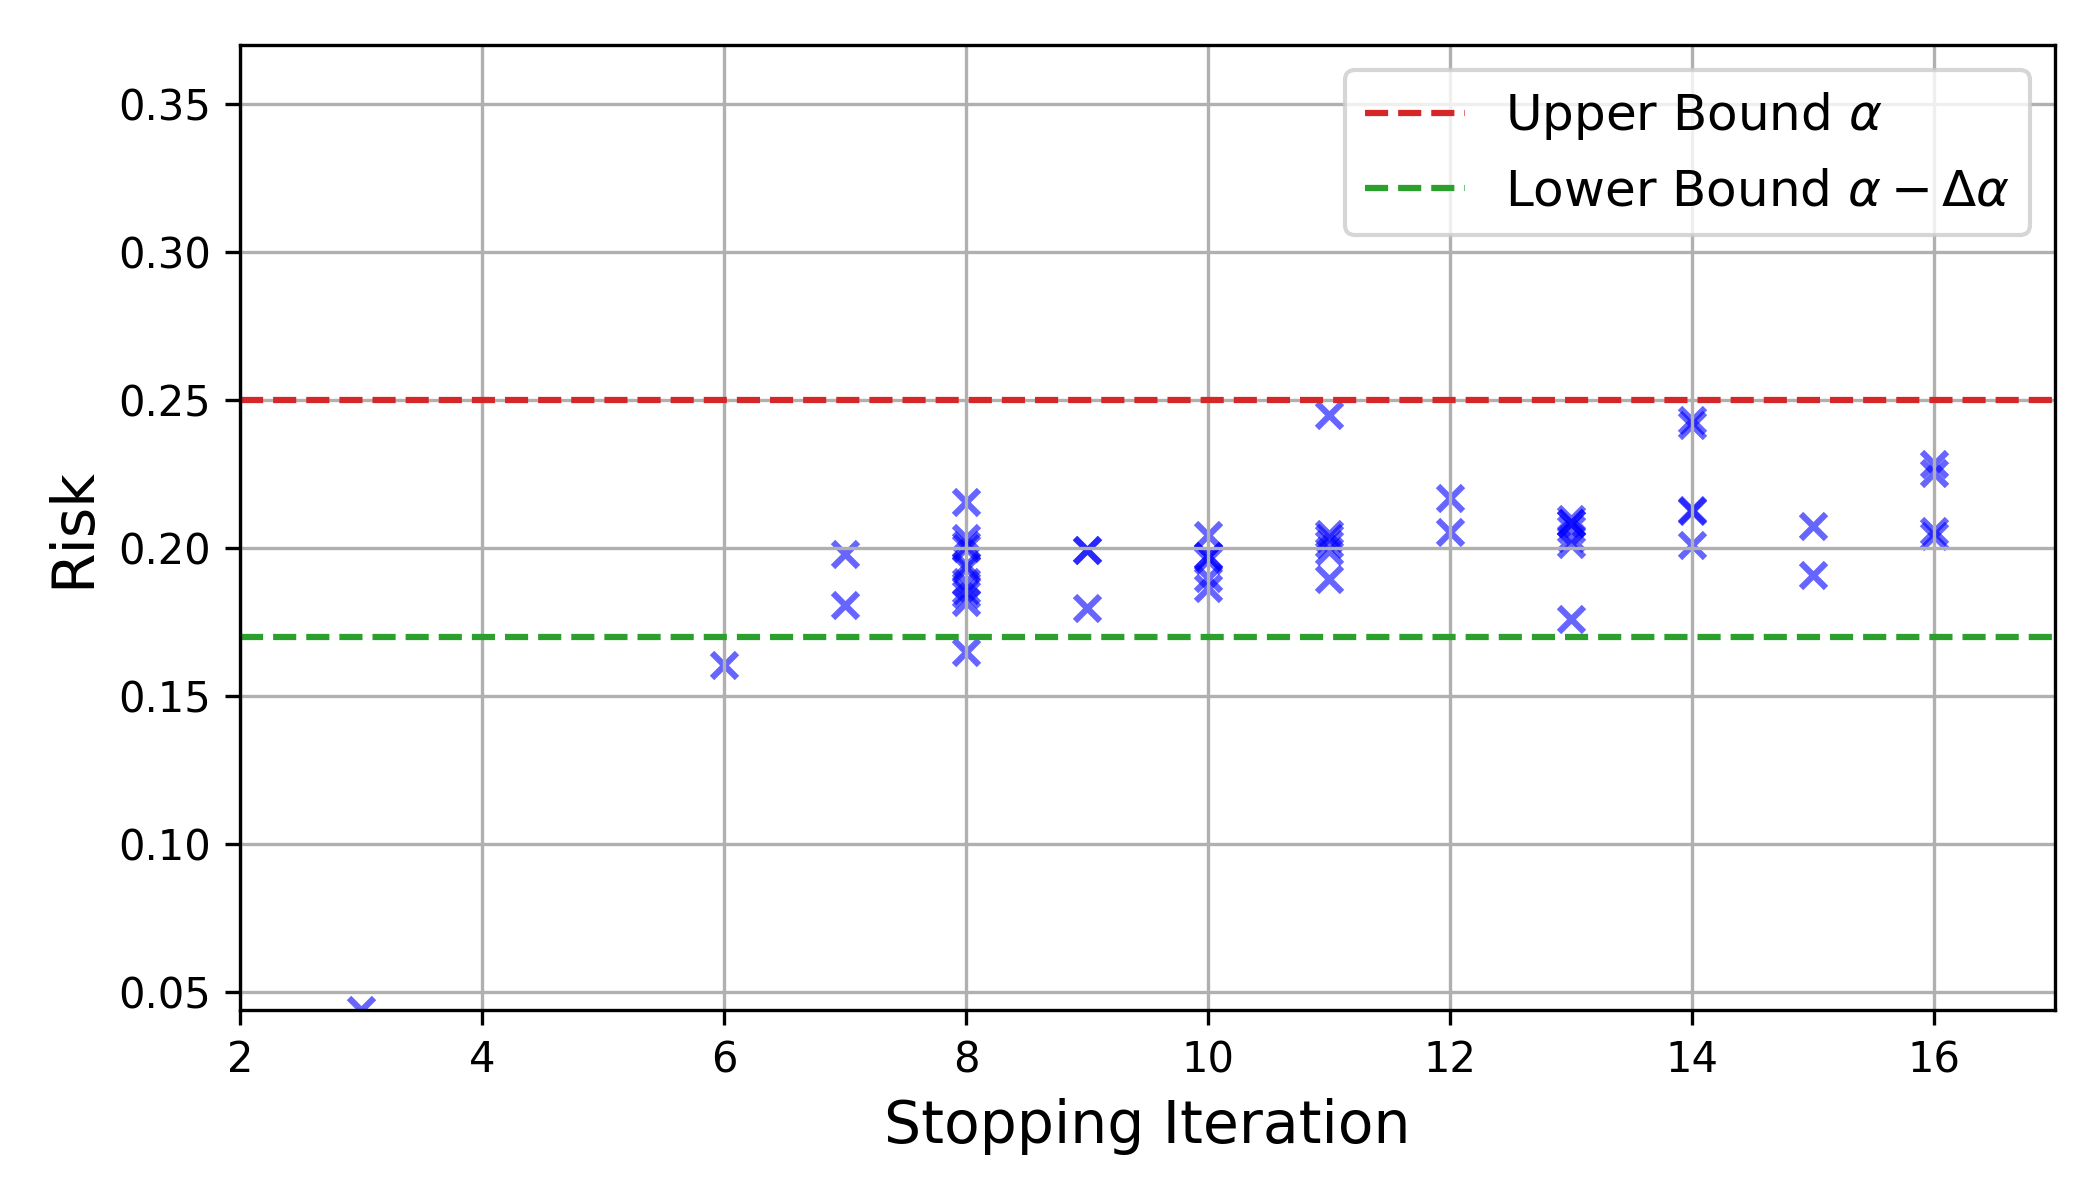 Upper Bound α
Lower Bound α − Δα
Risk
0.35
0.30
0.25
0.20
0.15
0.10
0.05
2 4 6 8 10 12 14 16
Stopping Iteration